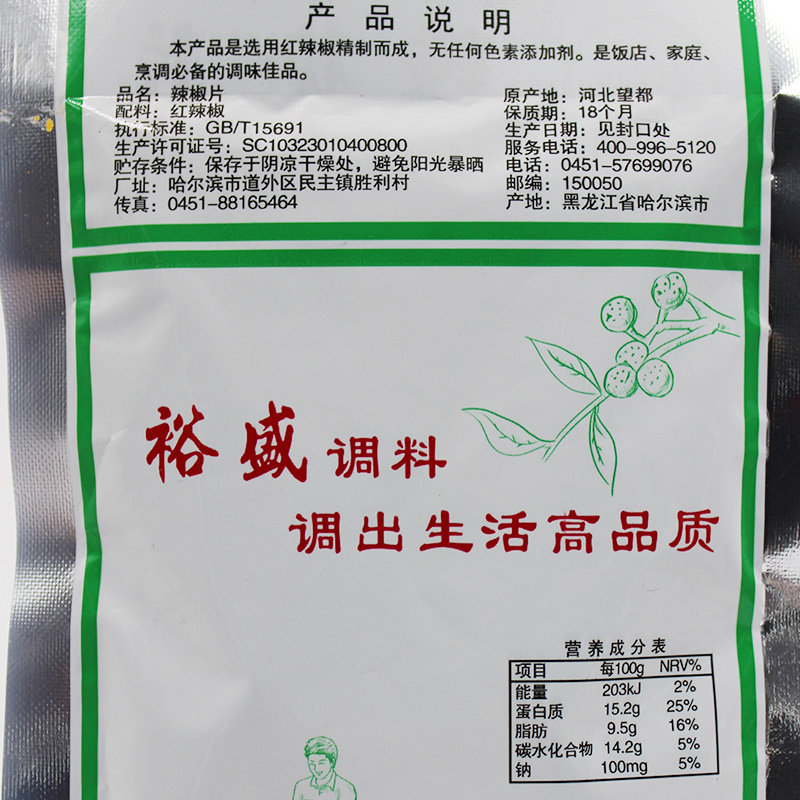 产品说明
本产品是选用红辣椒精制而成，无任何色素添加剂。是饭店、家庭、
烹调必备的调味佳品。
品名：辣椒片
配料：红辣椒
执行标准：GB/T15691
生产许可证号：SC10323010400800
贮存条件：保存于阴凉干燥处，避免阳光暴晒
厂址：哈尔滨市道外区民主镇胜利村
传真：0451-88165464
原产地：河北望都
保质期：18个月
生产日期：见封口处
服务电话：400-996-5120
电话：0451-57699076
邮编：150050
产地：黑龙江省哈尔滨市
裕盛调料
调出生活高品质
营养成分表
项目 每100g NRV%
能量 203kJ 2%
蛋白质 15.2g 25%
脂肪 9.5g 16%
碳水化合物 14.2g 5%
钠 100mg 5%